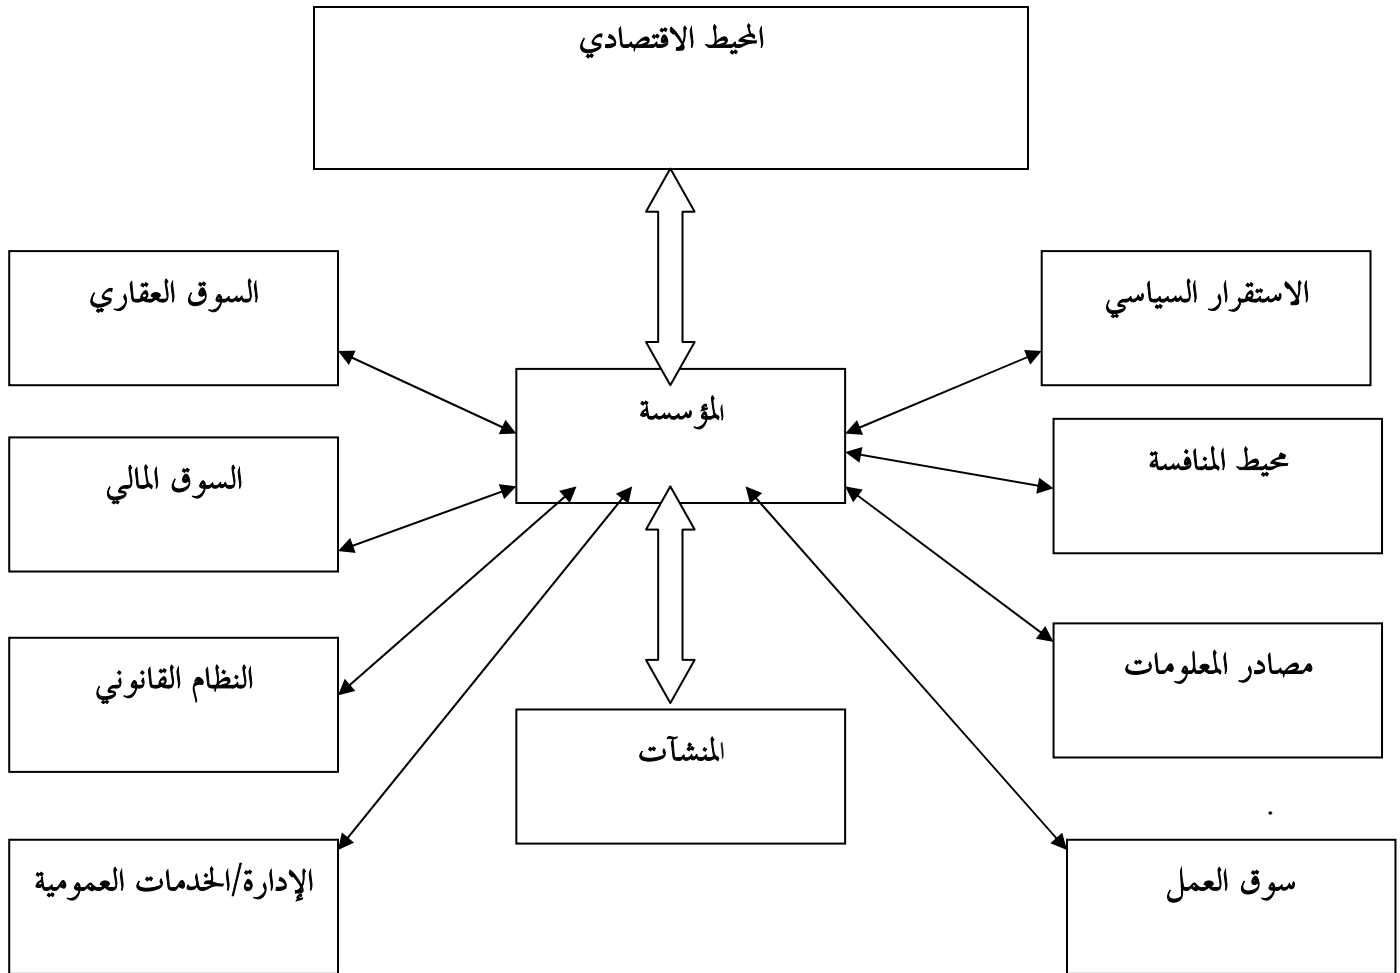 المحيط الاقتصادي
الاستقرار السياسي
السوق العقاري
المؤسسة
محيط المنافسة
السوق المالي
مصادر المعلومات
النظام القانوني
المنشآت
.
سوق العمل
الإدارة/الخدمات العمومية